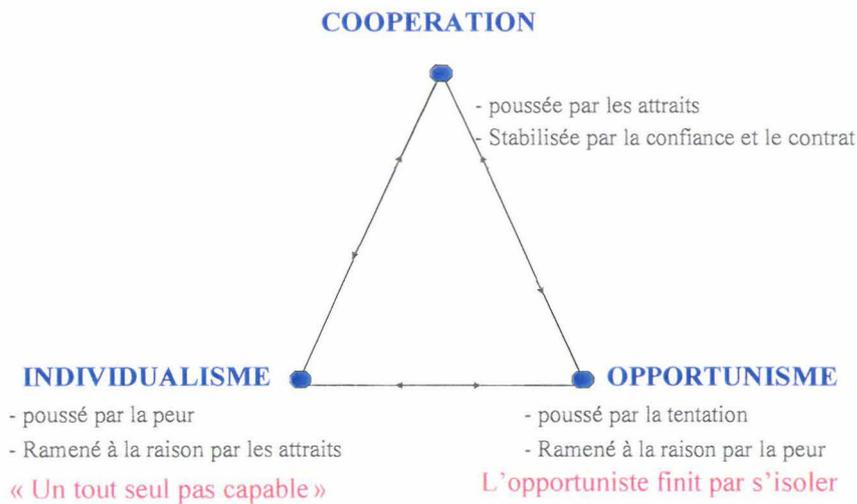 COOPERATION
- poussée par les attraits
- Stabilisée par la confiance et le contrat
INDIVIDUALISME
- poussé par la peur
- Ramené à la raison par les attraits
« Un tout seul pas capable »
OPPORTUNISME
- poussé par la tentation
- Ramené à la raison par la peur
L'opportuniste finit par s'isoler